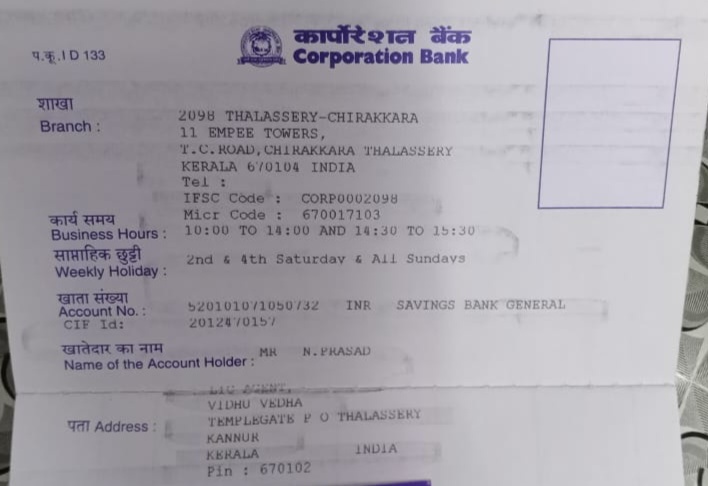 प.कू.I D 133
कार्पोरेशन बैंक
Corporation Bank
शाखा
Branch : 2098 THALASSERY-CHIRAKKARA
11 EMPEE TOWERS,
T.C.ROAD,CHIRAKKARA THALASSERY
KERALA 670104 INDIA
Tel :
IFSC Code : CORP0002098
Micr Code : 670017103
कार्य समय
Business Hours : 10:00 TO 14:00 AND 14:30 TO 15:30
साप्ताहिक छुट्टी
Weekly Holiday : 2nd & 4th Saturday & All Sundays
खाता संख्या
Account No. : 520101071050732 INR SAVINGS BANK GENERAL
CIF Id: 2012470157
खातेदार का नाम
Name of the Account Holder : MR N.PRASAD
LIC AGENT,
VIDHU VEDHA
पता Address : TEMPLEGATE P O THALASSERY
KANNUR
KERALA INDIA
Pin : 670102